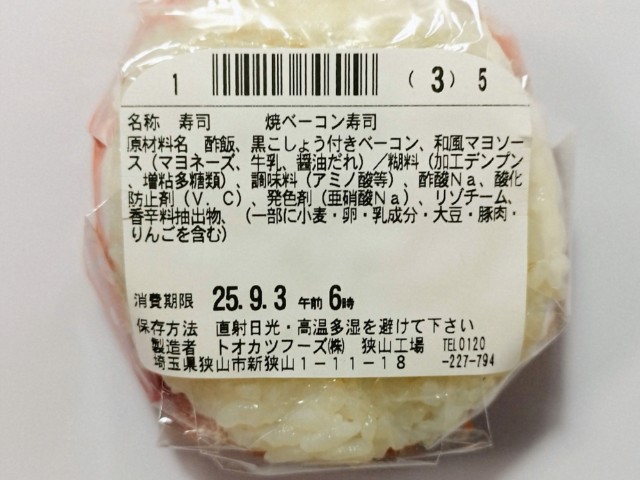 1 (3) 5
名称 寿司 焼ベーコン寿司
原材料名 酢飯、黒こしょう付きベーコン、和風マヨソー
ス(マヨネーズ、牛乳、醤油だれ)/糊料(加工デンプン
、増粘多糖類)、調味料(アミノ酸等)、酢酸Na、酸化
防止剤(V.C)、発色剤(亜硝酸Na)、リゾチーム、
香辛料抽出物、(一部に小麦・卵・乳成分・大豆・豚肉・
りんごを含む)
消費期限 25.9.3 午前6時
保存方法 直射日光・高温多湿を避けて下さい
製造者 トオカツフーズ㈱ 狭山工場 TEL0120
埼玉県狭山市新狭山1-11-18 -227-794